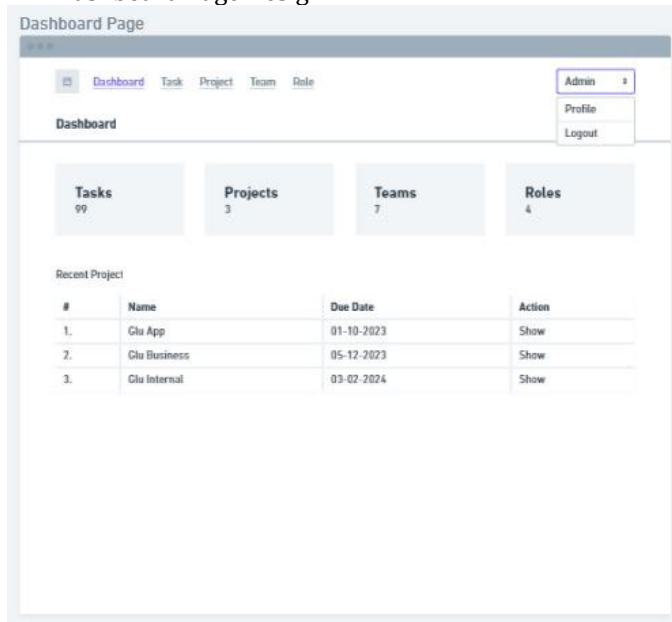 Dashboard Page
Dashboard Task Project Team Role
Admin
Profile
Logout
Dashboard
Tasks
99
Projects
3
Teams
7
Roles
4
Recent Project
# Name Due Date Action
1. Glu App 01-10-2023 Show
2. Glu Business 05-12-2023 Show
3. Glu Internal 03-02-2024 Show